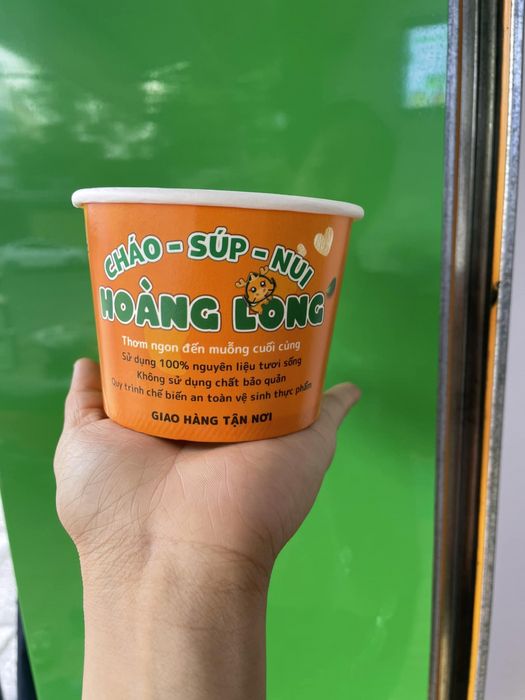 CHÁO - SÚP - NÙI
HOÀNG LONG
Thơm ngon đến muỗng cuối cùng
Sử dụng 100% nguyên liệu tươi sống
Không sử dụng chất bảo quản
Quy trình chế biến an toàn vệ sinh thực phẩm
GIAO HÀNG TẬN NƠI